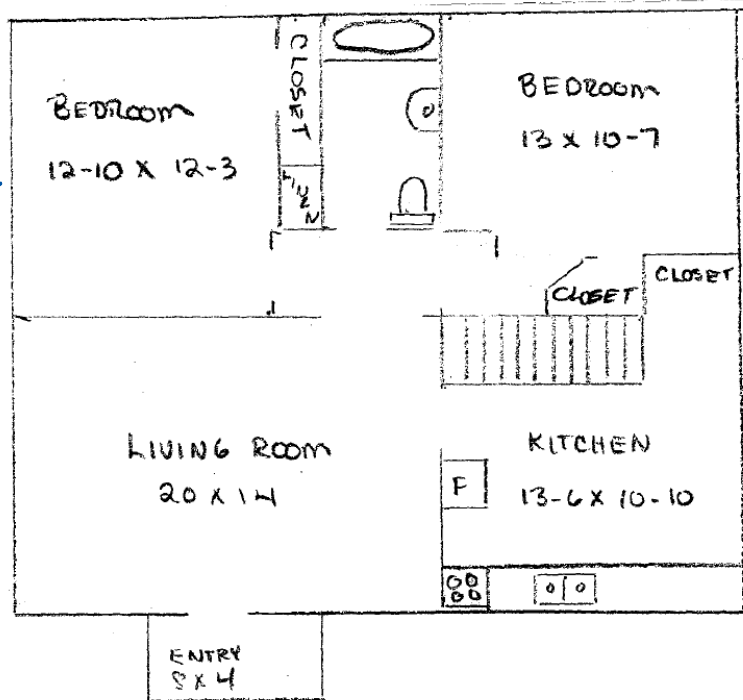 CLOSET
BEDROOM
12-10 X 12-3
BEDROOM
13 X 10-7
LINEN
CLOSET
CLOSET
LIVING ROOM
20 X 14
KITCHEN
13-6 X 10-10
F
ENTRY
8 X 4